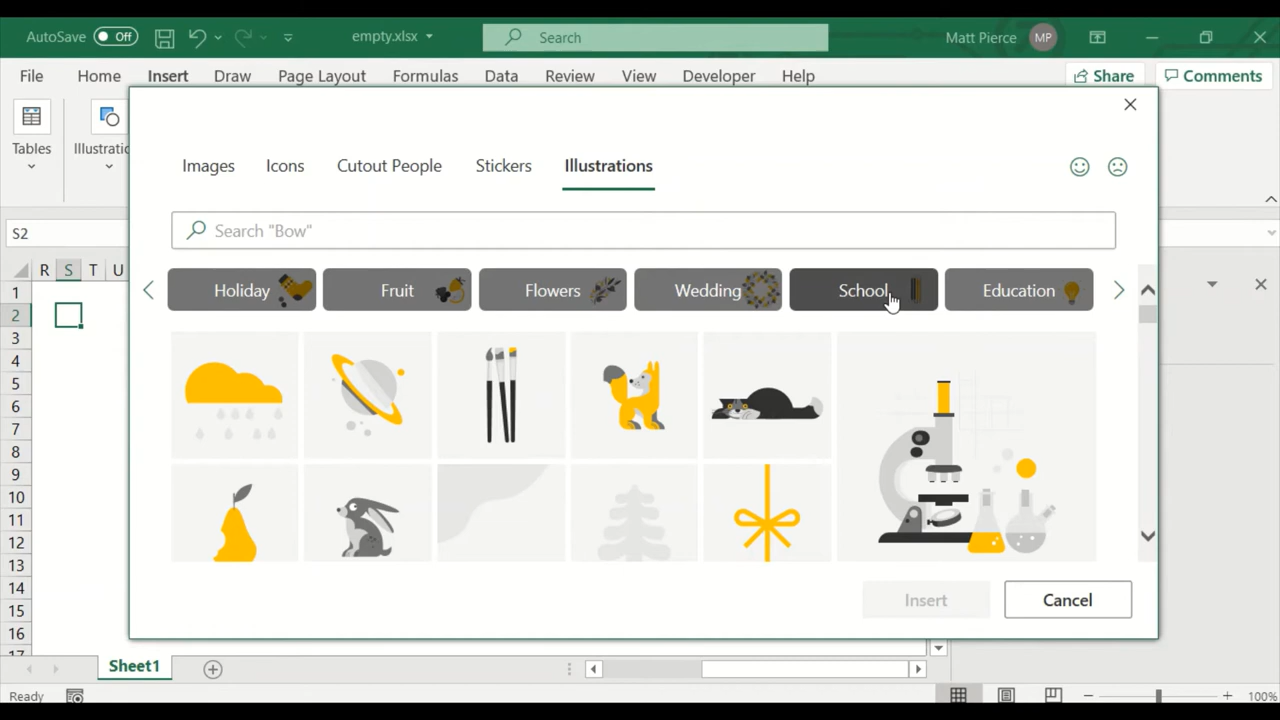 AutoSave Off empty.xlsx Search Matt Pierce MP
File Home Insert Draw Page Layout Formulas Data Review View Developer Help Share Comments
Tables
Illustratio
Images Icons Cutout People Stickers Illustrations
Search "Bow"
S2
Holiday Fruit Flowers Wedding School Education
R S T U
1
2
3
4
5
6
7
8
9
10
11
12
13
14
15
16
17
Insert Cancel
Sheet1
Ready 100%